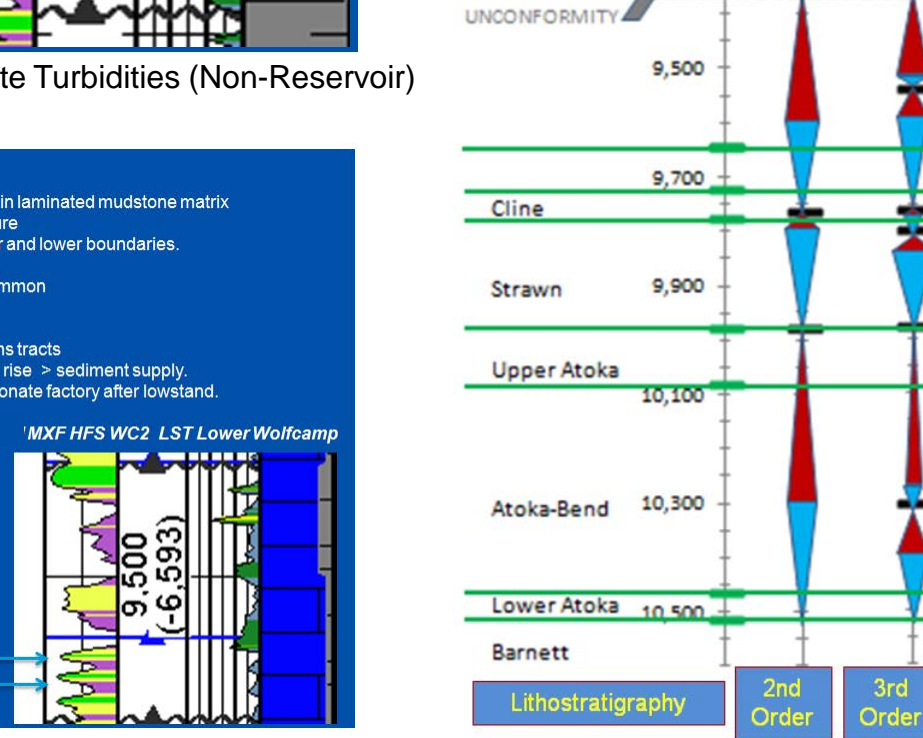 te Turbidities (Non-Reservoir)
in laminated mudstone matrix
ure
r and lower boundaries.
mmon
ns tracts
rise > sediment supply.
onate factory after lowstand.
'MXF HFS WC2 LST Lower Wolfcamp
9,500
(-6,593)
UNCONFORMITY
9,500
9,700
Cline
Strawn
9,900
Upper Atoka
10,100
Atoka-Bend
10,300
Lower Atoka
10,500
Barnett
Lithostratigraphy
2nd
Order
3rd
Order